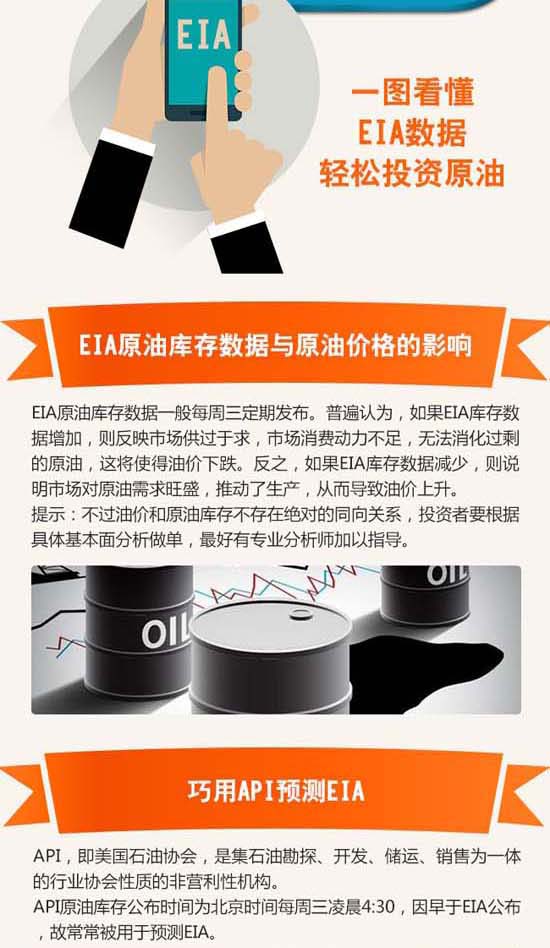 EIA
一图看懂
EIA数据
轻松投资原油
EIA原油库存数据与原油价格的影响
EIA原油库存数据一般每周三定期发布。普遍认为，如果EIA库存数
据增加，则反映市场供过于求，市场消费动力不足，无法消化过剩
的原油，这将使得油价下跌。反之，如果EIA库存数据减少，则说
明市场对原油需求旺盛，推动了生产，从而导致油价上升。
提示：不过油价和原油库存不存在绝对的同向关系，投资者要根据
具体基本面分析做单，最好有专业分析师加以指导。
OIL
OIL
巧用API预测EIA
API，即美国石油协会，是集石油勘探、开发、储运、销售为一体
的行业协会性质的非营利性机构。
API原油库存公布时间为北京时间每周三凌晨4:30，因早于EIA公布
，故常常被用于预测EIA。